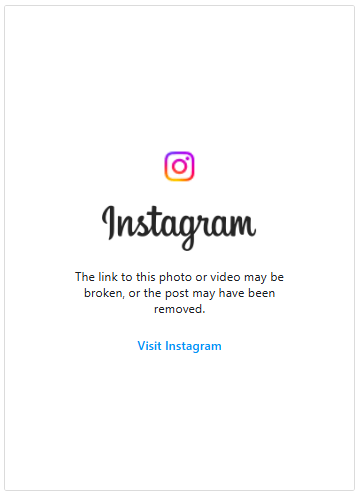 Instagram
The link to this photo or video may be
broken, or the post may have been
removed.
Visit Instagram